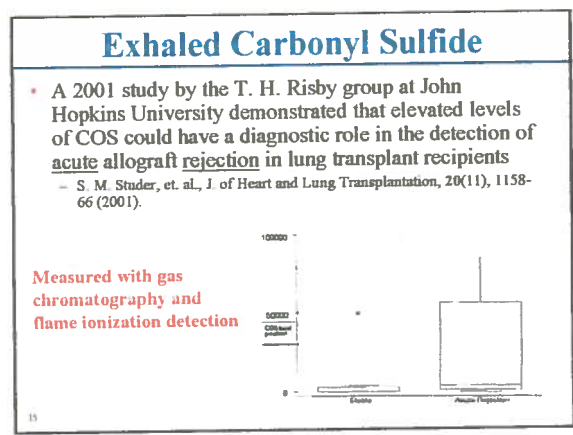 Exhaled Carbonyl Sulfide
• A 2001 study by the T. H. Risby group at John
Hopkins University demonstrated that elevated levels
of COS could have a diagnostic role in the detection of
acute allograft rejection in lung transplant recipients
– S. M. Studer, et. al., J. of Heart and Lung Transplantation, 20(11), 1158-
66 (2001).
100000
Measured with gas
chromatography and
flame ionization detection
50000
0
Stable
Acute Rejection
15